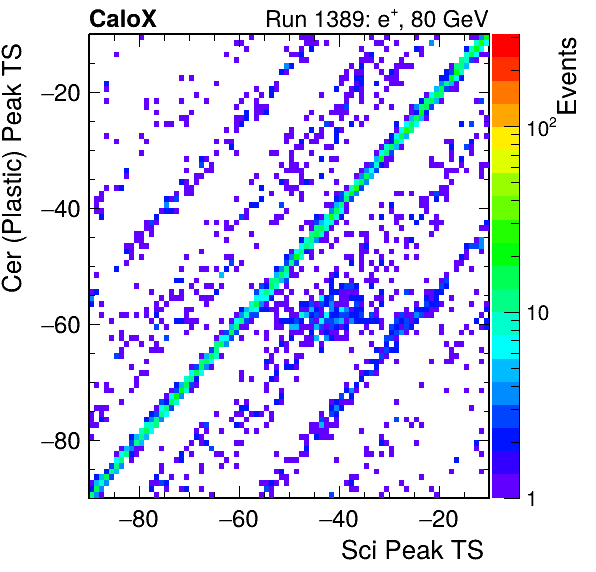 CaloX Run 1389: e+, 80 GeV
Cer (Plastic) Peak TS
−20
−40
−60
−80
−80 −60 −40 −20
Sci Peak TS
Events
10²
10
1